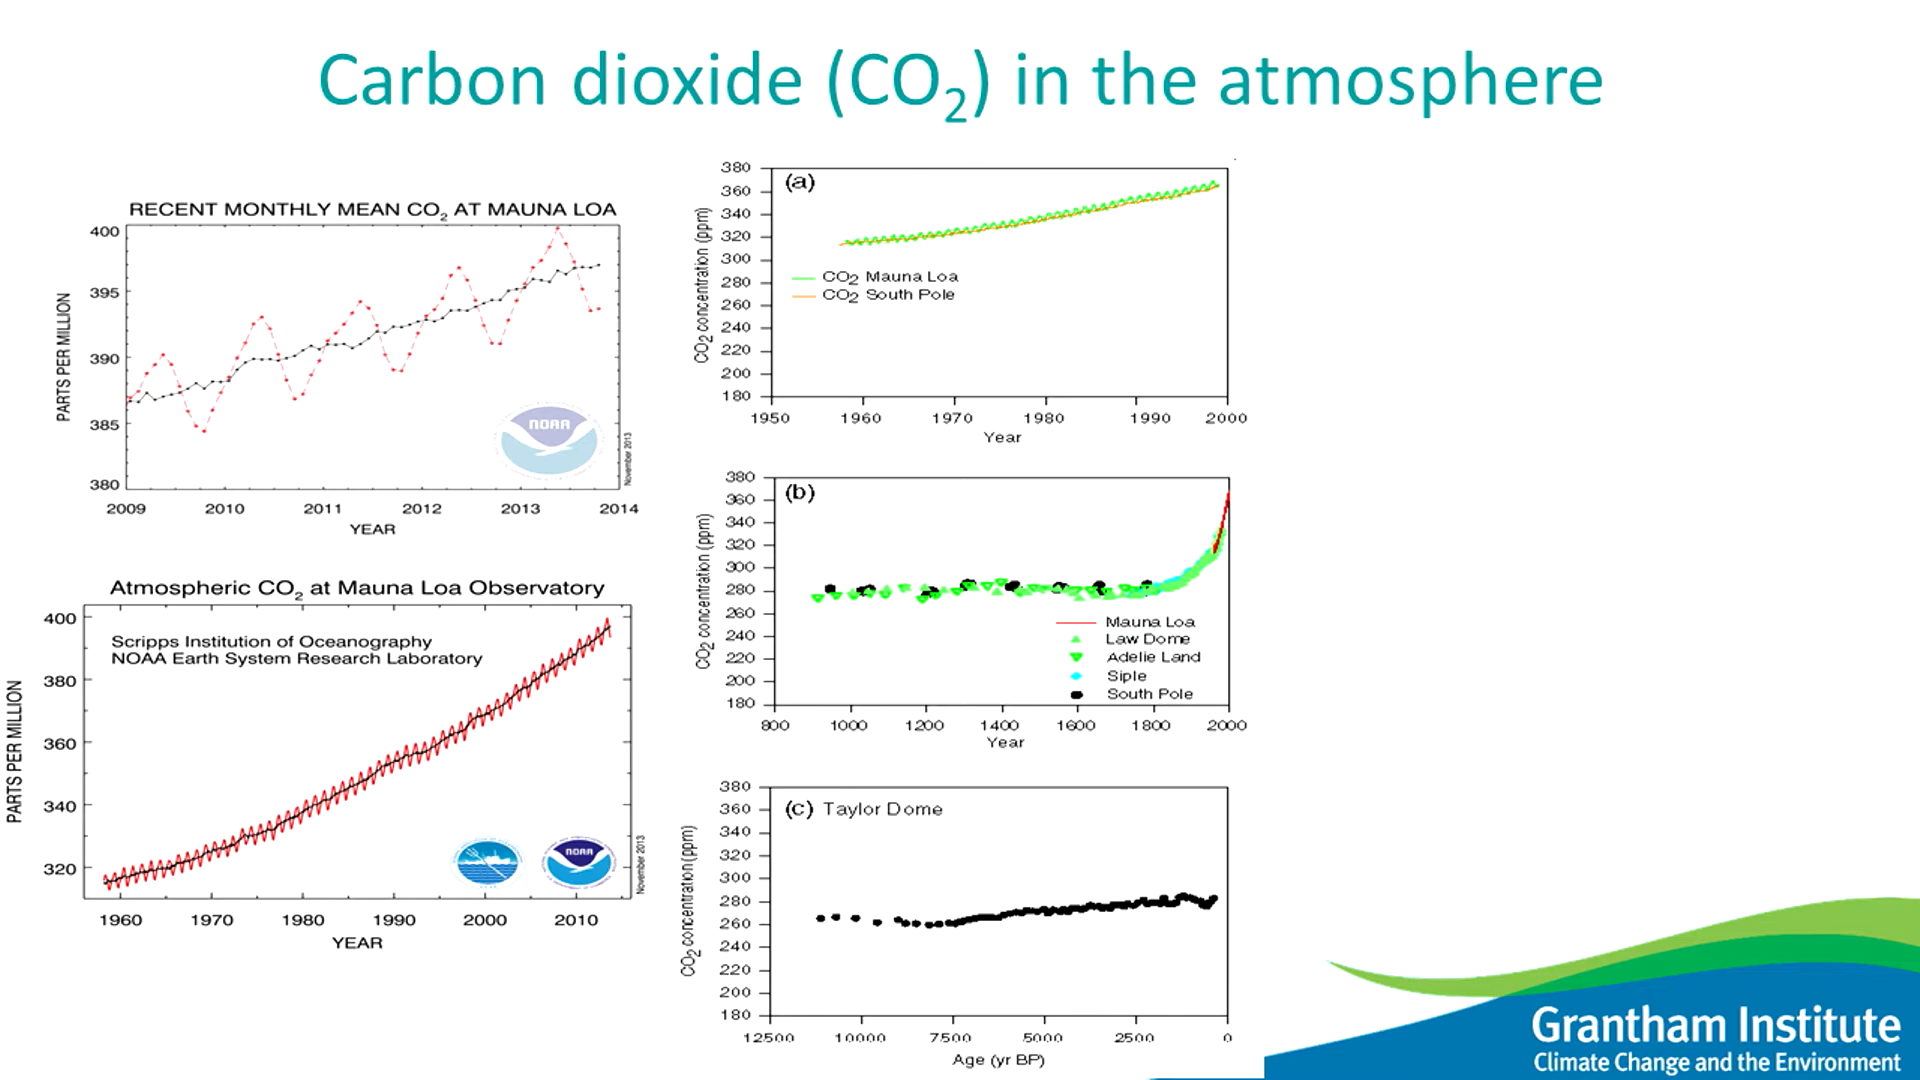 Carbon dioxide (CO2) in the atmosphere
RECENT MONTHLY MEAN CO2 AT MAUNA LOA
400
395
390
385
380
PARTS PER MILLION
2009 2010 2011 2012 2013 2014
YEAR
NOAA
November 2013
Atmospheric CO2 at Mauna Loa Observatory
Scripps Institution of Oceanography
NOAA Earth System Research Laboratory
400
380
360
340
320
PARTS PER MILLION
1960 1970 1980 1990 2000 2010
YEAR
NOAA
November 2013
(a)
380
360
340
320
300
280
260
240
220
200
180
CO2 concentration (ppm)
CO2 Mauna Loa
CO2 South Pole
1950 1960 1970 1980 1990 2000
Year
(b)
380
360
340
320
300
280
260
240
220
200
180
CO2 concentration (ppm)
Mauna Loa
Law Dome
Adelie Land
Siple
South Pole
800 1000 1200 1400 1600 1800 2000
Year
(c) Taylor Dome
380
360
340
320
300
280
260
240
220
200
180
CO2 concentration (ppm)
12500 10000 7500 5000 2500 0
Age (yr BP)
Grantham Institute
Climate Change and the Environment